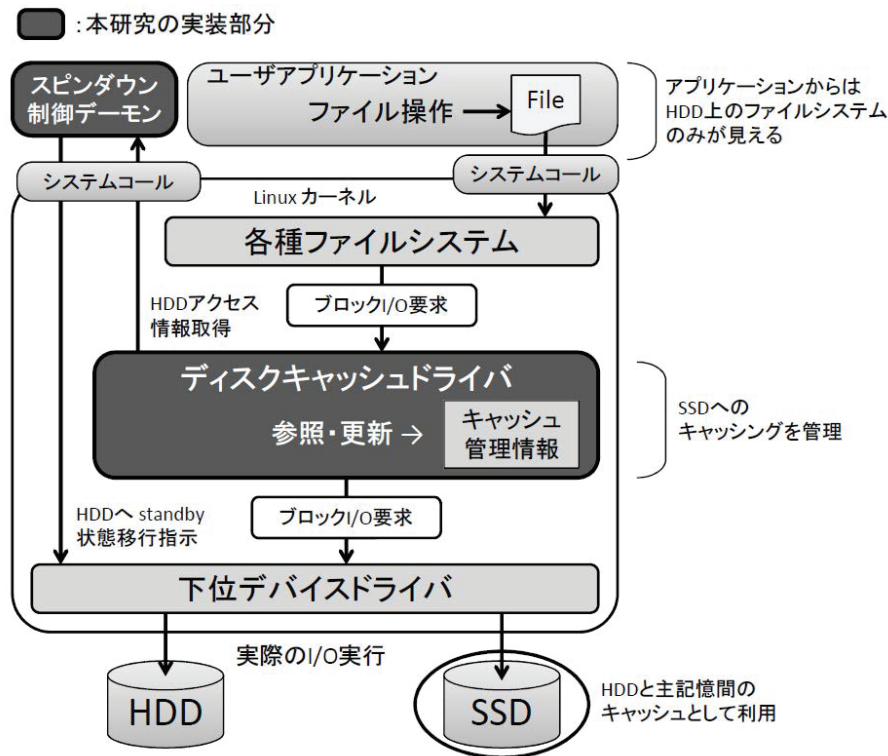 ：本研究の実装部分
スピンダウン
制御デーモン
ユーザアプリケーション
ファイル操作
File
アプリケーションからは
HDD上のファイルシステム
のみが見える
システムコール
システムコール
Linux カーネル
各種ファイルシステム
HDDアクセス
情報取得
ブロックI/O要求
ディスクキャッシュドライバ
参照・更新 →
キャッシュ
管理情報
SSDへの
キャッシングを管理
HDDへ standby
状態移行指示
ブロックI/O要求
下位デバイスドライバ
実際のI/O実行
HDD
SSD
HDDと主記憶間の
キャッシュとして利用